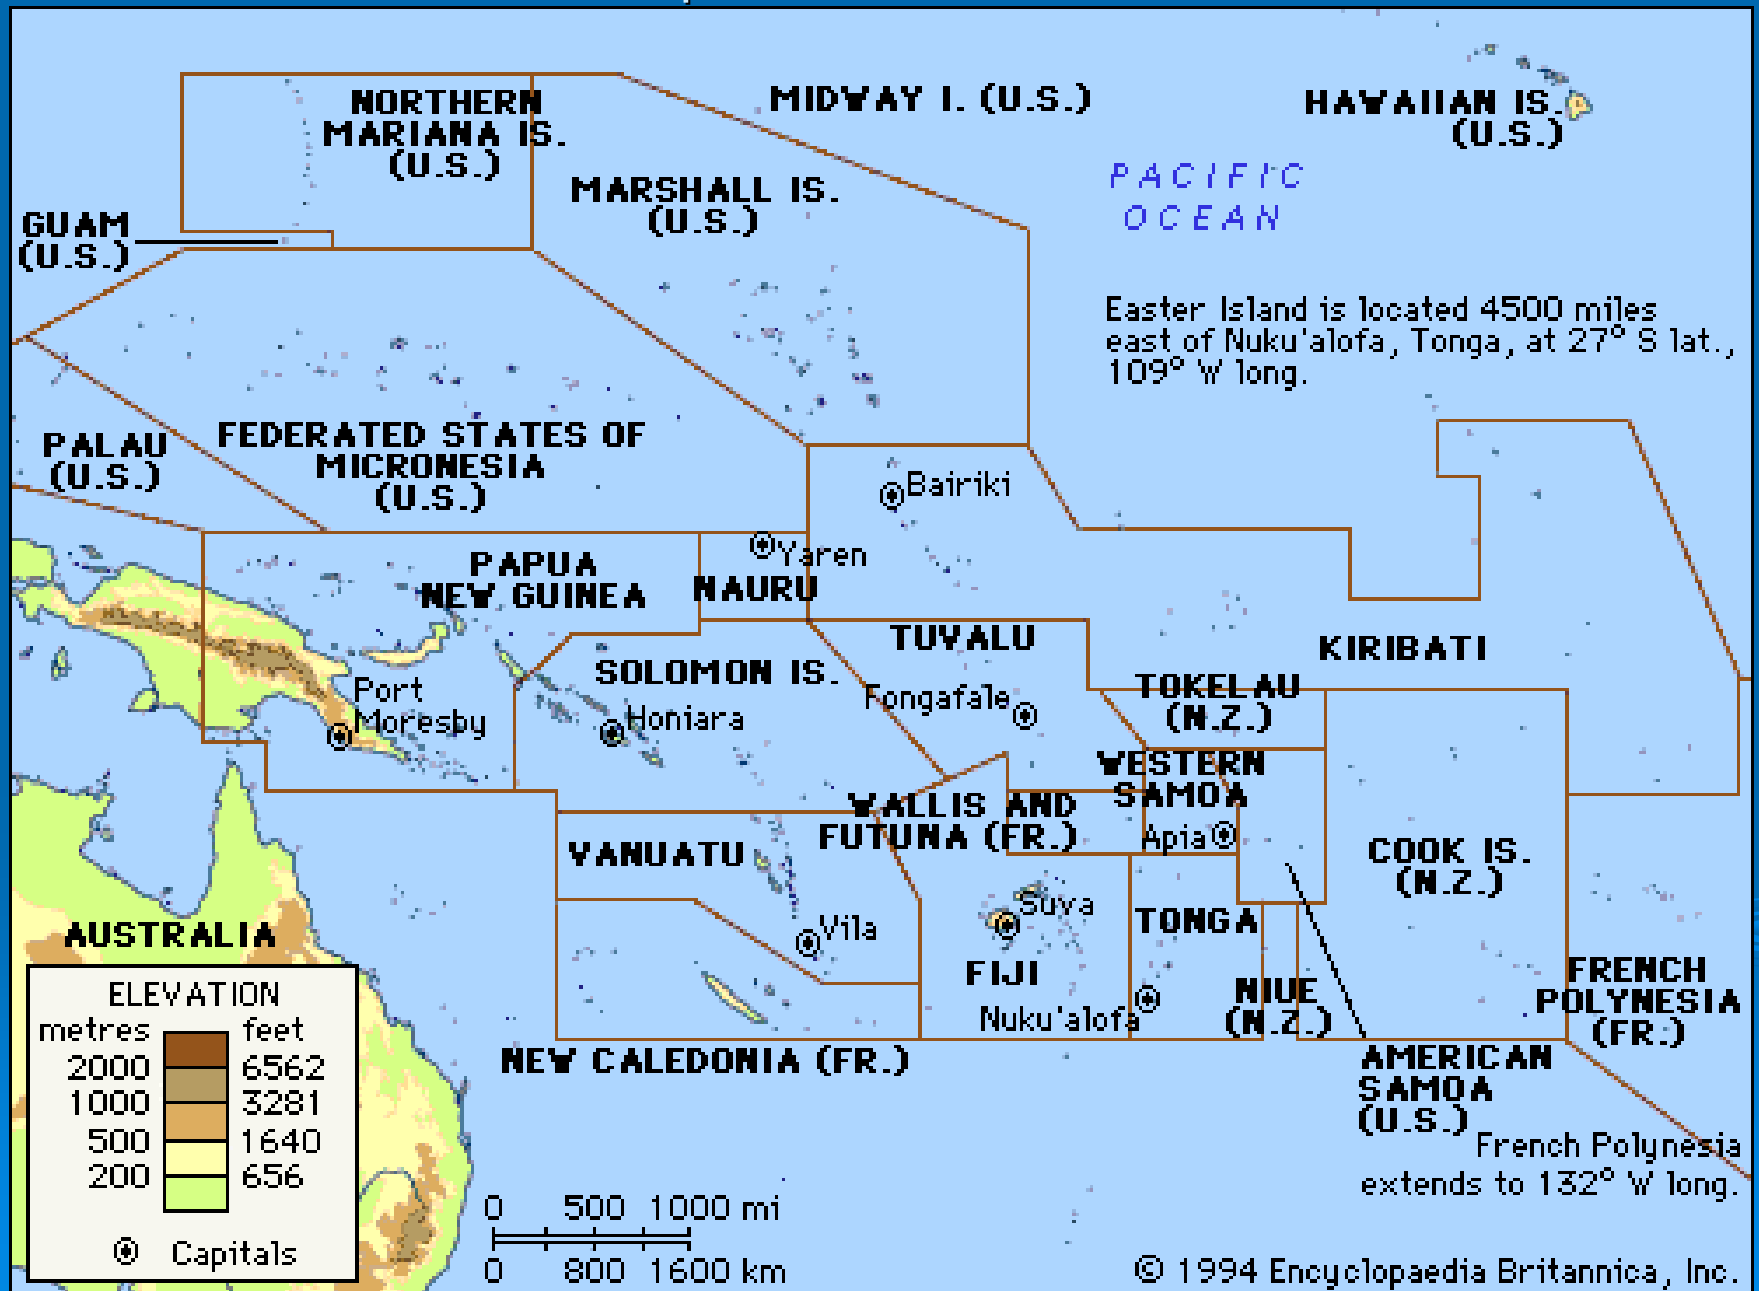 NORTHERN
MARIANA IS.
(U.S.)
MIDWAY I. (U.S.)
HAWAIIAN IS.
(U.S.)
PACIFIC
OCEAN
MARSHALL IS.
(U.S.)
GUAM
(U.S.)
Easter Island is located 4500 miles
east of Nuku'alofa, Tonga, at 27° S lat.,
109° W long.
PALAU
(U.S.)
FEDERATED STATES OF
MICRONESIA
(U.S.)
Bairiki
Yaren
PAPUA
NEW GUINEA
NAURU
TUVALU
KIRIBATI
SOLOMON IS.
Port
Moresby
Honiara
Fongafale
TOKELAU
(N.Z.)
WESTERN
SAMOA
Apia
WALLIS AND
FUTUNA (FR.)
VANUATU
Vila
COOK IS.
(N.Z.)
Suva
FIJI
TONGA
Nuku'alofa
NIUE
(N.Z.)
FRENCH
POLYNESIA
(FR.)
AUSTRALIA
NEW CALEDONIA (FR.)
AMERICAN
SAMOA
(U.S.)
French Polynesia
extends to 132° W long.
ELEVATION
metres feet
2000 6562
1000 3281
500 1640
200 656
Capitals
0 500 1000 mi
0 800 1600 km
© 1994 Encyclopaedia Britannica, Inc.